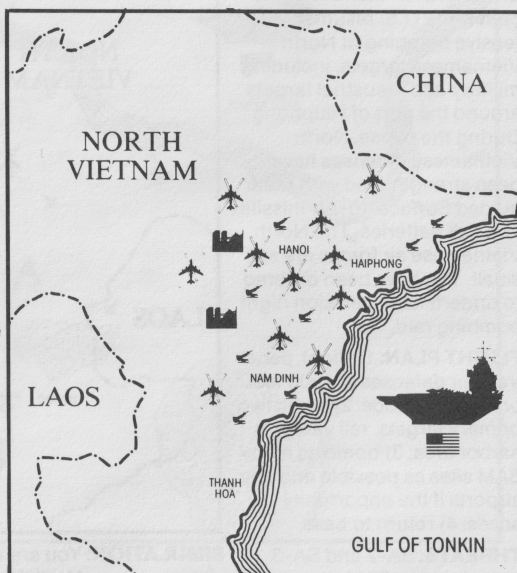 CHINA
NORTH
VIETNAM
HANOI
HAIPHONG
NAM DINH
LAOS
THANH
HOA
GULF OF TONKIN